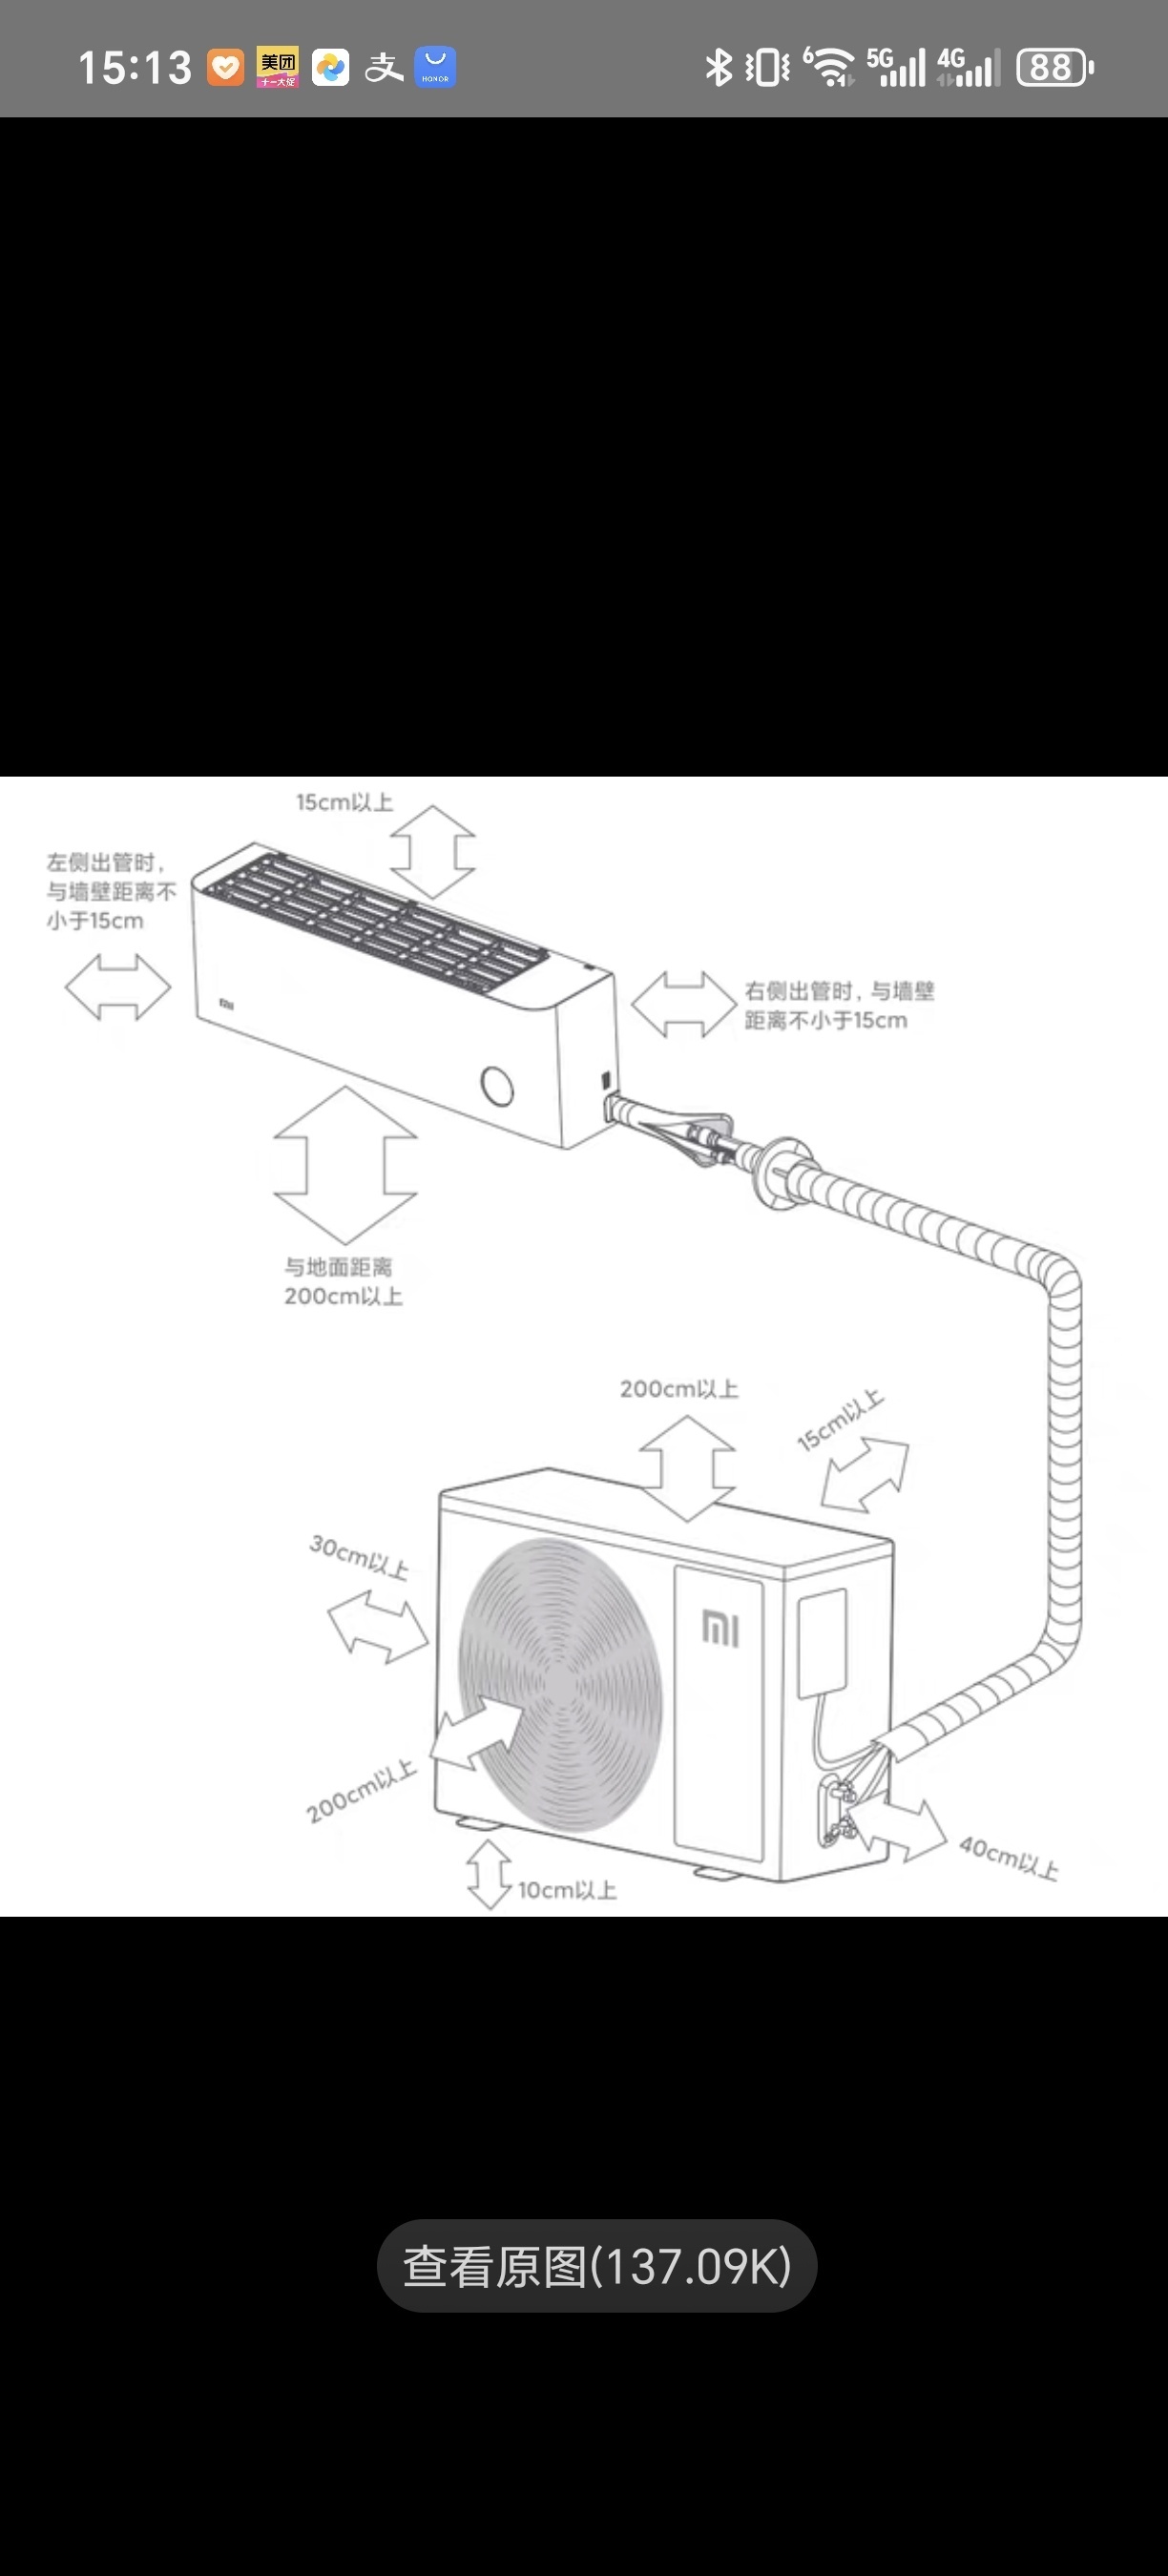 15:13 美团 十一大促 支 HONOR 6 5G 4G 88
15cm以上
左侧出管时,
与墙壁距离不
小于15cm
右侧出管时, 与墙壁
距离不小于15cm
mi
与地面距离
200cm以上
200cm以上
15cm以上
30cm以上
mi
200cm以上
40cm以上
10cm以上
查看原图(137.09K)